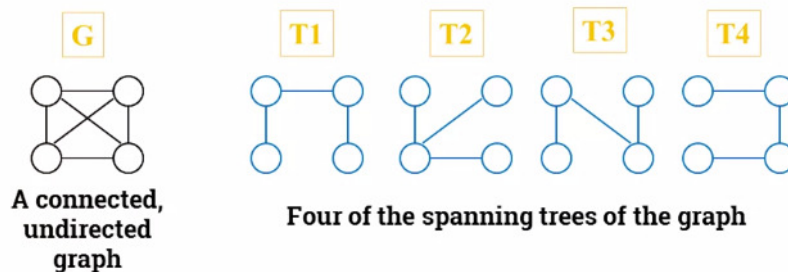 G T1 T2 T3 T4
A connected,
undirected
graph
Four of the spanning trees of the graph